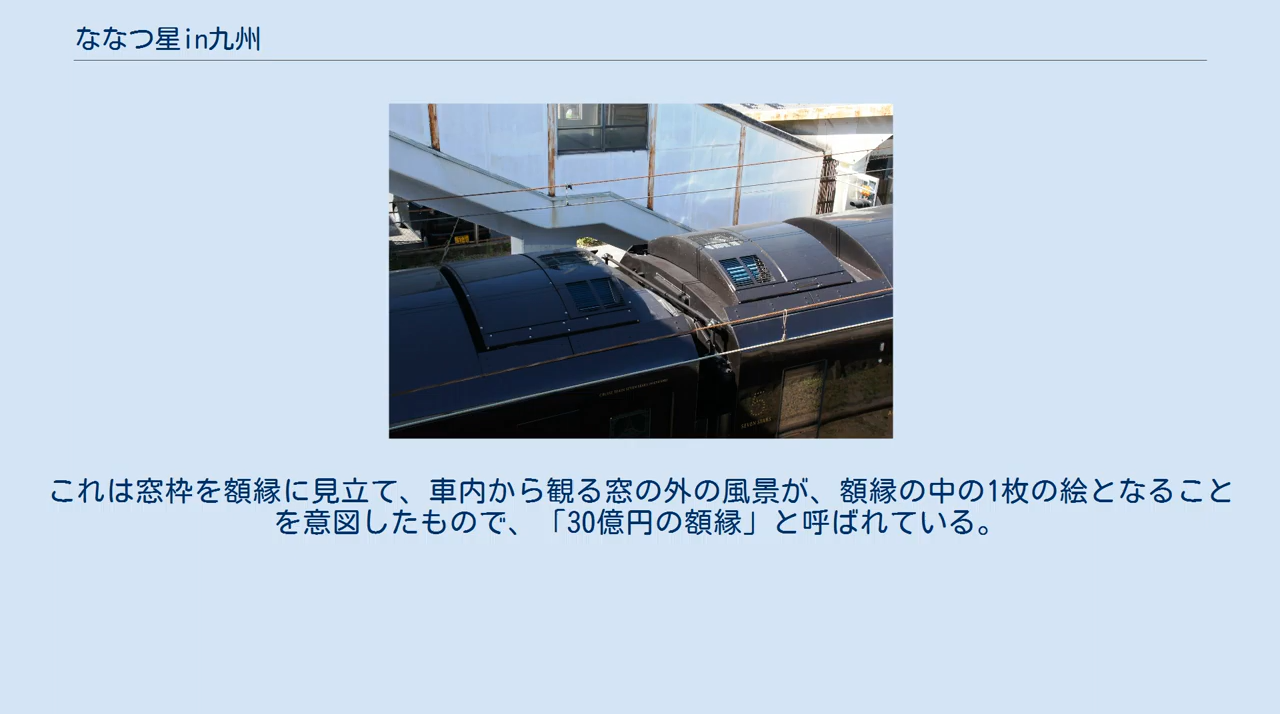 ななつ星in九州
これは窓枠を額縁に見立て、車内から観る窓の外の風景が、額縁の中の1枚の絵となること
を意図したもので、「30億円の額縁」と呼ばれている。